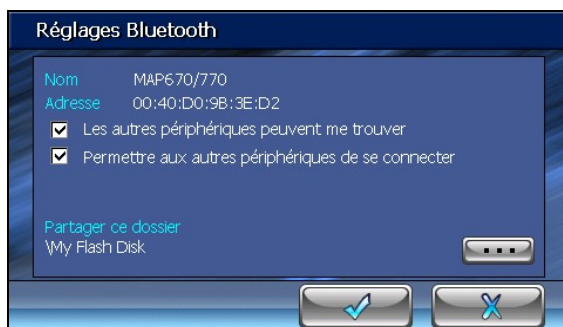 Réglages Bluetooth
Nom MAP670/770
Adresse 00:40:D0:9B:3E:D2
Les autres périphériques peuvent me trouver
Permettre aux autres périphériques de se connecter
Partager ce dossier
\My Flash Disk
...